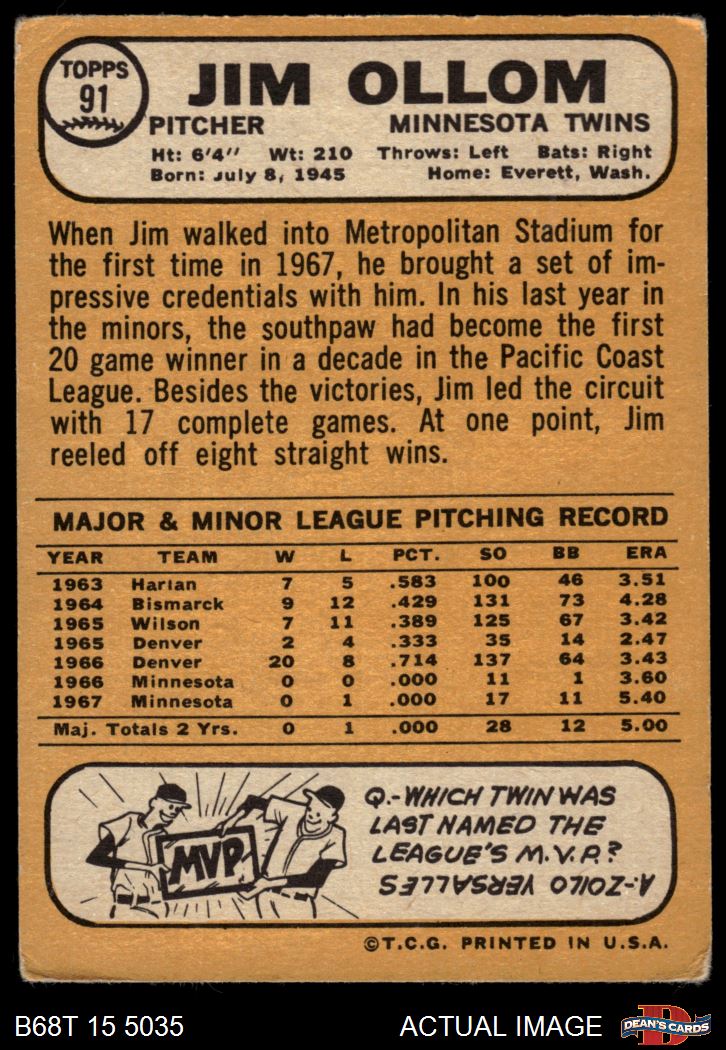 TOPPS
91
JIM OLLOM
PITCHER MINNESOTA TWINS
Ht: 6'4" Wt: 210 Throws: Left Bats: Right
Born: July 8, 1945 Home: Everett, Wash.
When Jim walked into Metropolitan Stadium for
the first time in 1967, he brought a set of im-
pressive credentials with him. In his last year in
the minors, the southpaw had become the first
20 game winner in a decade in the Pacific Coast
League. Besides the victories, Jim led the circuit
with 17 complete games. At one point, Jim
reeled off eight straight wins.
MAJOR & MINOR LEAGUE PITCHING RECORD
YEAR TEAM W L PCT. SO BB ERA
1963 Harlan 7 5 .583 100 46 3.51
1964 Bismarck 9 12 .429 131 73 4.28
1965 Wilson 7 11 .389 125 67 3.42
1965 Denver 2 4 .333 35 14 2.47
1966 Denver 20 8 .714 137 64 3.43
1966 Minnesota 0 0 .000 11 1 3.60
1967 Minnesota 0 1 .000 17 11 5.40
Maj. Totals 2 Yrs. 0 1 .000 28 12 5.00
MVP
Q.-WHICH TWIN WAS
LAST NAMED THE
LEAGUE'S M.V.P.?
A-ZOILO VERSALLES
©T.C.G. PRINTED IN U.S.A.
B68T 15 5035 ACTUAL IMAGE
D
DEAN'S CARDS